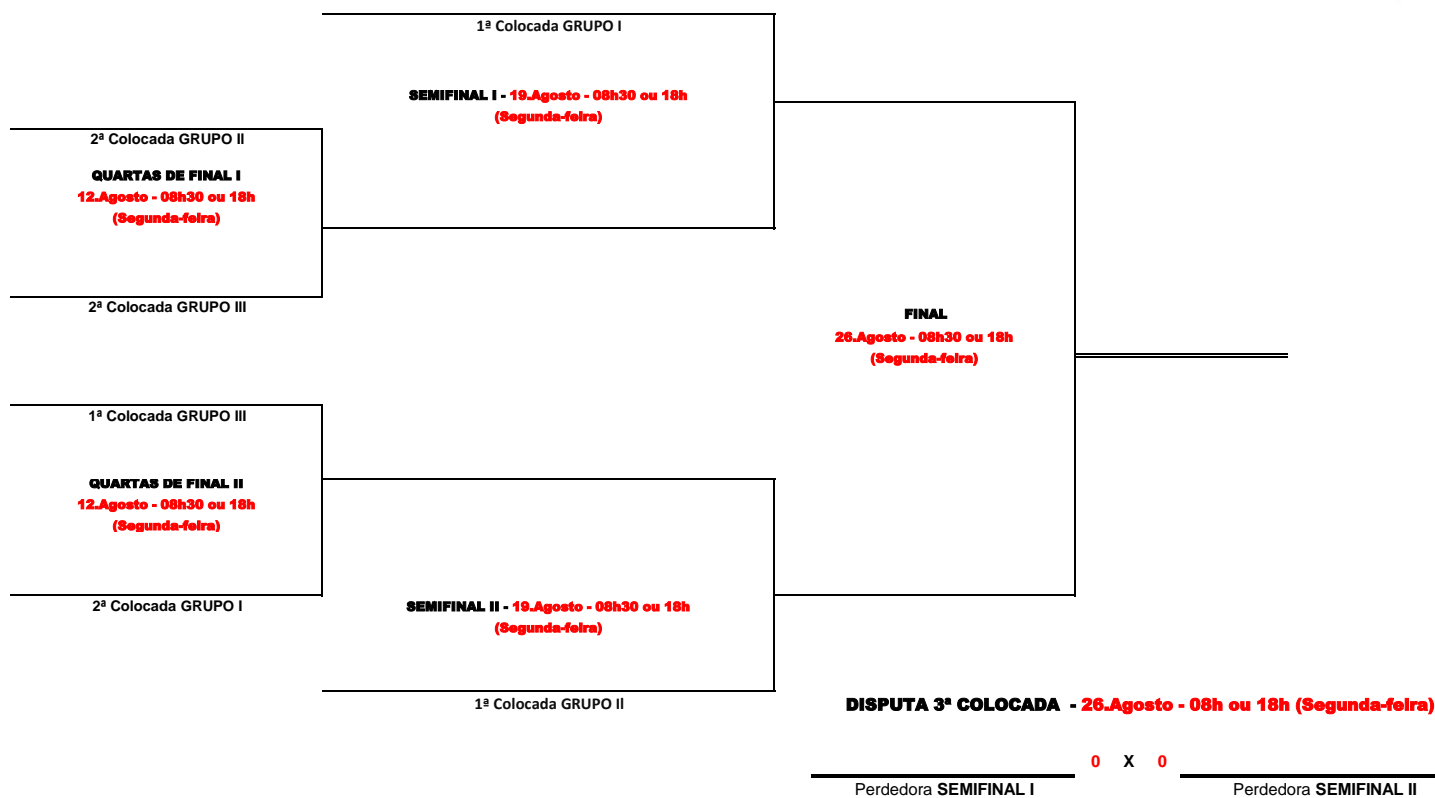 1ª Colocada GRUPO I
SEMIFINAL I - 19.Agosto - 08h30 ou 18h
(Segunda-feira)
2ª Colocada GRUPO II
QUARTAS DE FINAL I
12.Agosto - 08h30 ou 18h
(Segunda-feira)
2ª Colocada GRUPO III
FINAL
26.Agosto - 08h30 ou 18h
(Segunda-feira)
1ª Colocada GRUPO III
QUARTAS DE FINAL II
12.Agosto - 08h30 ou 18h
(Segunda-feira)
2ª Colocada GRUPO I
SEMIFINAL II - 19.Agosto - 08h30 ou 18h
(Segunda-feira)
1ª Colocada GRUPO II
DISPUTA 3ª COLOCADA - 26.Agosto - 08h ou 18h (Segunda-feira)
0 X 0
Perdedora SEMIFINAL I
Perdedora SEMIFINAL II